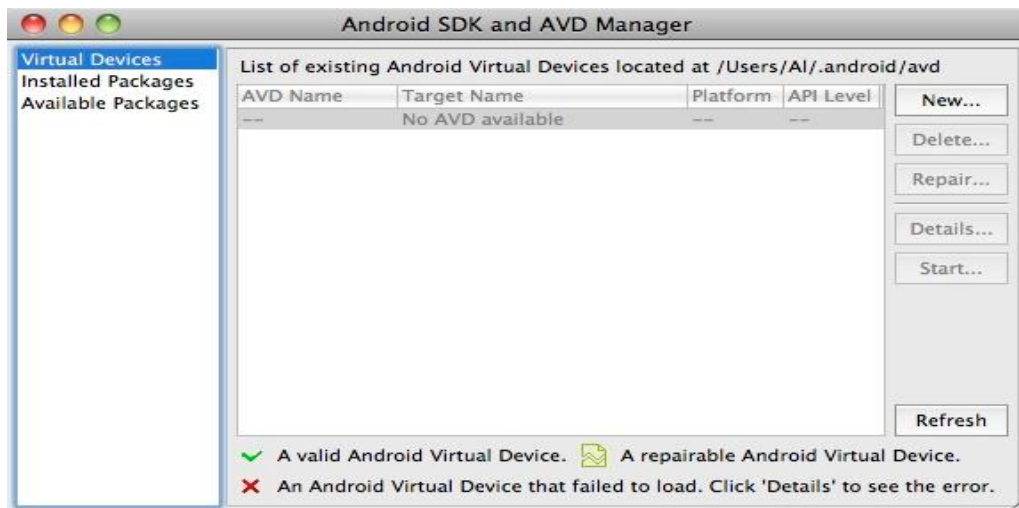 Android SDK and AVD Manager
Virtual Devices
Installed Packages
Available Packages
List of existing Android Virtual Devices located at /Users/Al/.android/avd
AVD Name Target Name Platform API Level
-- No AVD available -- --
New...
Delete...
Repair...
Details...
Start...
Refresh
A valid Android Virtual Device. A repairable Android Virtual Device.
An Android Virtual Device that failed to load. Click 'Details' to see the error.